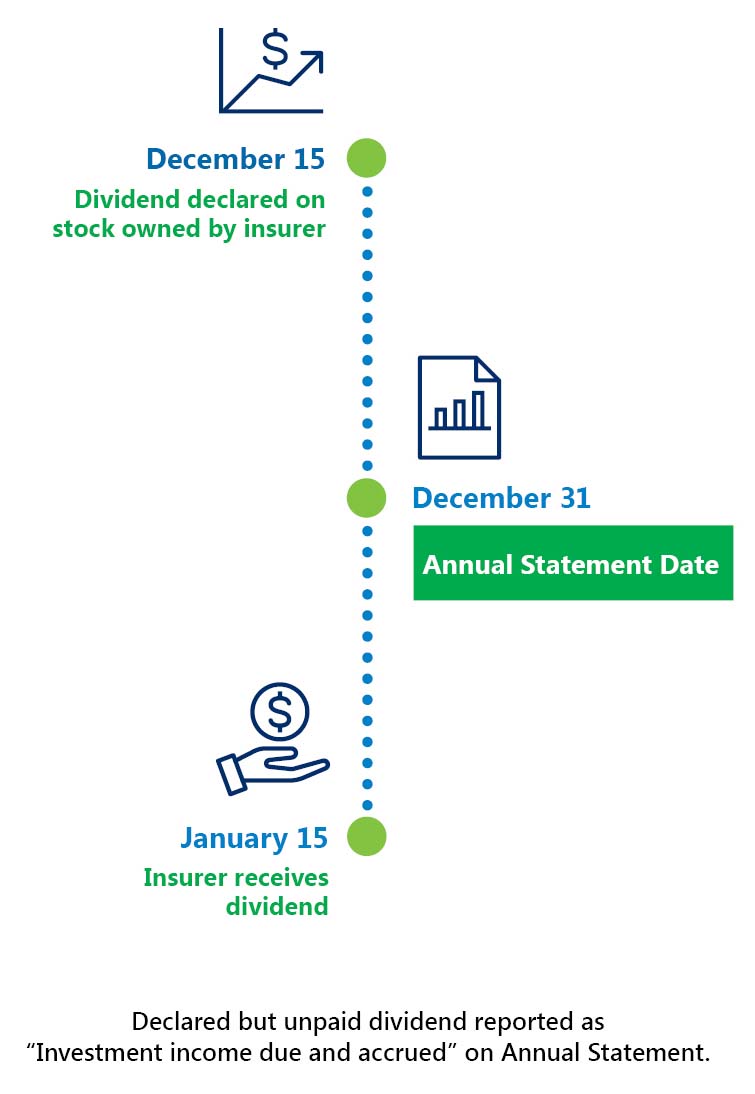 $
December 15
Dividend declared on
stock owned by insurer
December 31
Annual Statement Date
$
January 15
Insurer receives
dividend
Declared but unpaid dividend reported as
“Investment income due and accrued” on Annual Statement.